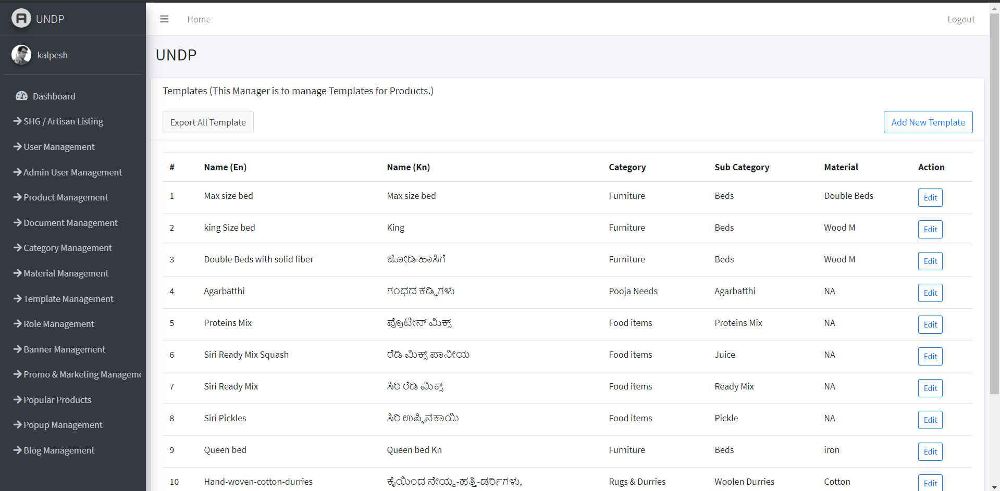 UNDP
Home
Logout
kalpesh
UNDP
Dashboard
SHG / Artisan Listing
User Management
Admin User Management
Product Management
Document Management
Category Management
Material Management
Template Management
Role Management
Banner Management
Promo & Marketing Manageme
Popular Products
Popup Management
Blog Management
Templates (This Manager is to manage Templates for Products.)
Export All Template
Add New Template
# Name (En) Name (Kn) Category Sub Category Material Action
1 Max size bed Max size bed Furniture Beds Double Beds Edit
2 king Size bed King Furniture Beds Wood M Edit
3 Double Beds with solid fiber ಜೋಡಿ ಹಾಸಿಗೆ Furniture Beds Wood M Edit
4 Agarbatthi ಗಂಧದ ಕಡ್ಡಿಗಳು Pooja Needs Agarbatthi NA Edit
5 Proteins Mix ಪ್ರೊಟೀನ್ ಮಿಕ್ಸ್ Food items Proteins Mix NA Edit
6 Siri Ready Mix Squash ರೆಡಿ ಮಿಕ್ಸ್ ಪಾನೀಯ Food items Juice NA Edit
7 Siri Ready Mix ಸಿರಿ ರೆಡಿ ಮಿಕ್ಸ್ Food items Ready Mix NA Edit
8 Siri Pickles ಸಿರಿ ಉಪ್ಪಿನಕಾಯಿ Food items Pickle NA Edit
9 Queen bed Queen bed Kn Furniture Beds iron Edit
10 Hand-woven-cotton-durries ಕೈಯಿಂದ ನೇಯ್ದ-ಹತ್ತಿ-ಡರ್ರಿಗಳು, Rugs & Durries Woolen Durries Cotton Edit